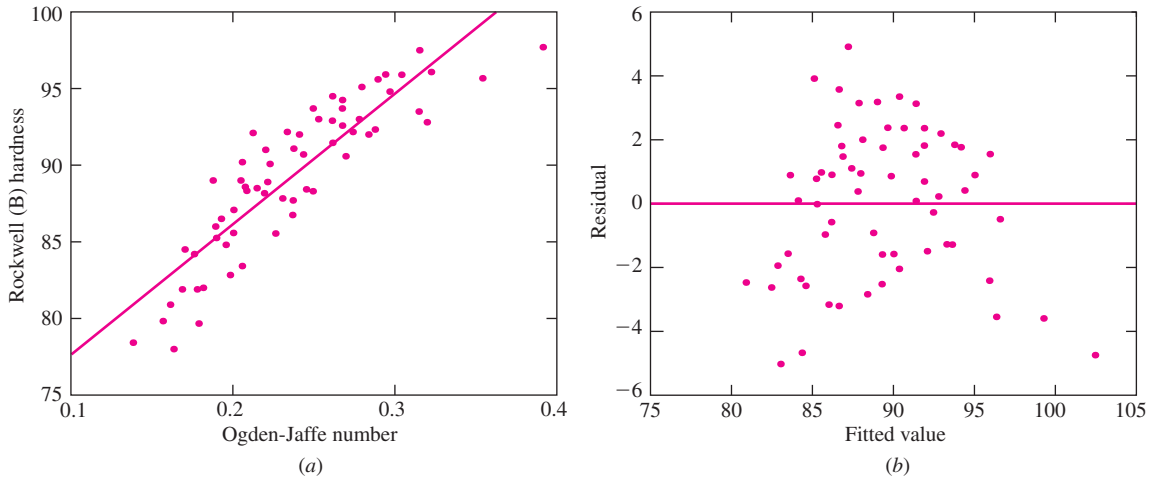 100
95
90
85
80
75
Rockwell (B) hardness
0.1 0.2 0.3 0.4
Ogden-Jaffe number
(a)
6
4
2
0
−2
−4
−6
Residual
75 80 85 90 95 100 105
Fitted value
(b)